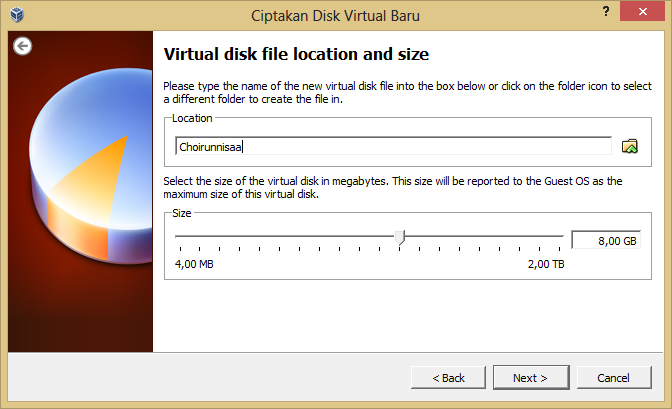 Ciptakan Disk Virtual Baru
Virtual disk file location and size
Please type the name of the new virtual disk file into the box below or click on the folder icon to select
a different folder to create the file in.
Location
Choirunnisaa
Select the size of the virtual disk in megabytes. This size will be reported to the Guest OS as the
maximum size of this virtual disk.
Size
8,00 GB
4,00 MB 2,00 TB
< Back Next > Cancel